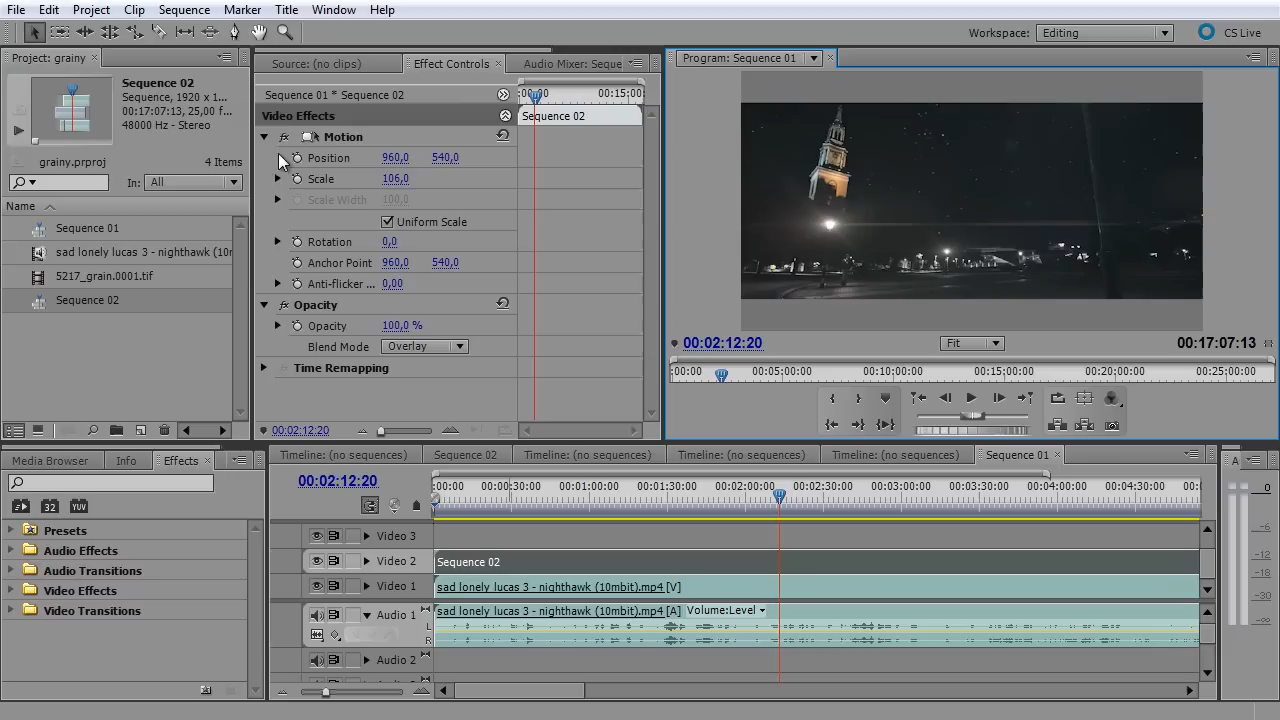 File Edit Project Clip Sequence Marker Title Window Help
Workspace: Editing CS Live
Project: grainy
Sequence 02
Sequence, 1920 x 1...
00:17:07:13, 25,00 f...
48000 Hz - Stereo
grainy.prproj 4 Items
In: All
Name
Sequence 01
sad lonely lucas 3 - nighthawk (10m
5217_grain.0001.tif
Sequence 02
Source: (no clips) Effect Controls Audio Mixer: Seque
Sequence 01 * Sequence 02 :00:00 00:15:00
Video Effects Sequence 02
fx Motion
Position 960,0 540,0
Scale 106,0
Scale Width 100,0
Uniform Scale
Rotation 0,0
Anchor Point 960,0 540,0
Anti-flicker ... 0,00
fx Opacity
Opacity 100,0 %
Blend Mode Overlay
fx Time Remapping
00:02:12:20
Program: Sequence 01
00:02:12:20 Fit 00:17:07:13
:00:00 00:05:00:00 00:10:00:00 00:15:00:00 00:20:00:00 00:25:00:00
Media Browser Info Effects
32 YUV
Presets
Audio Effects
Audio Transitions
Video Effects
Video Transitions
Timeline: (no sequences) Sequence 02 Timeline: (no sequences) Timeline: (no sequences) Timeline: (no sequences) Sequence 01
00:02:12:20 :00:00 00:00:30:00 00:01:00:00 00:01:30:00 00:02:00:00 00:02:30:00 00:03:00:00 00:03:30:00 00:04:00:00 00:04:30:00 00:
Video 3
Video 2 Sequence 02
Video 1 sad lonely lucas 3 - nighthawk (10mbit).mp4 [V]
Audio 1 sad lonely lucas 3 - nighthawk (10mbit).mp4 [A] Volume:Level
L
R
Audio 2
A
0
-6
-12
-18
-30